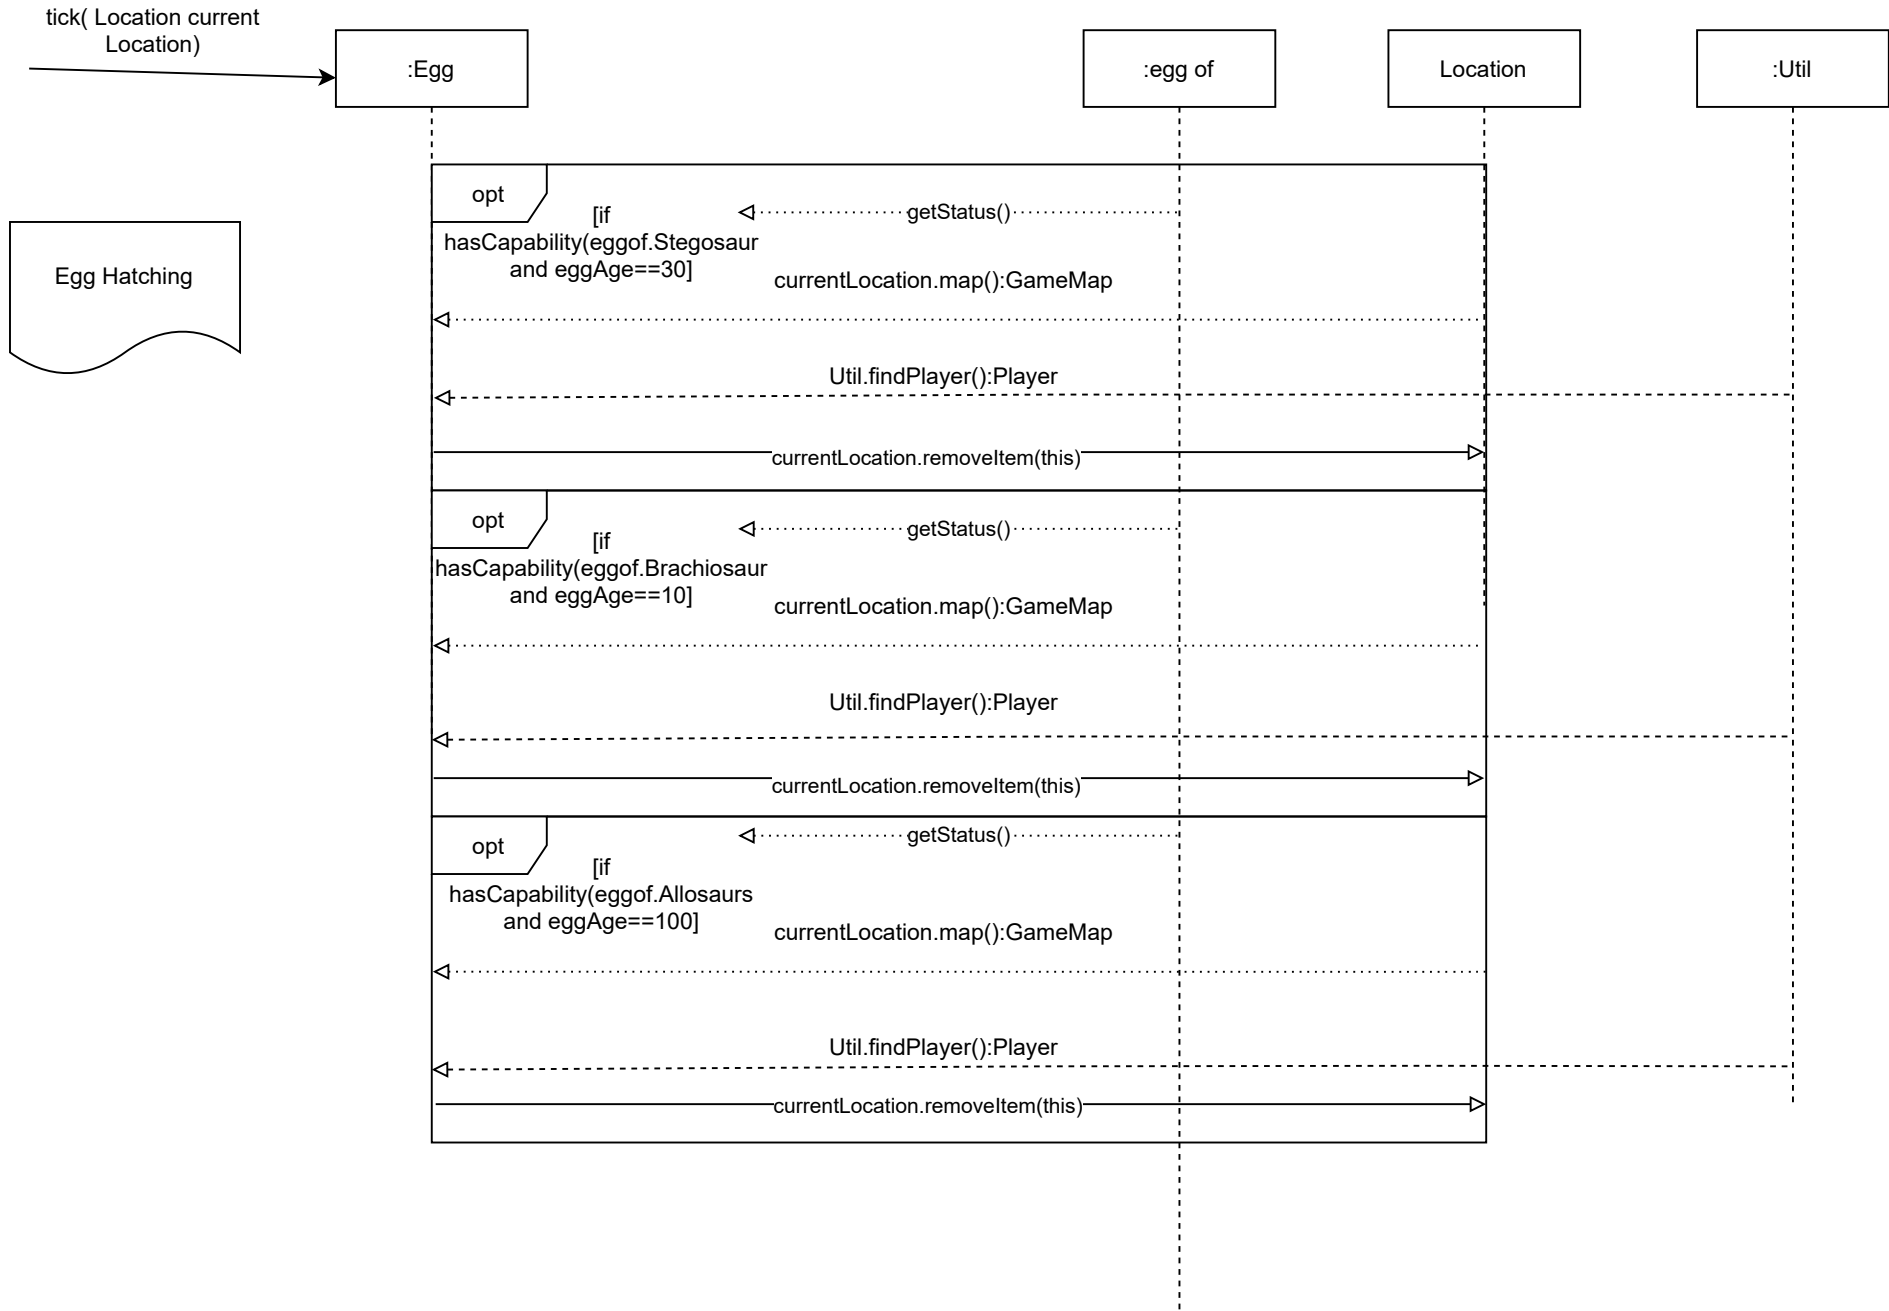 tick( Location current
Location)
:Egg
:egg of
Location
:Util
Egg Hatching
opt
getStatus()
[if
hasCapability(eggof.Stegosaur
and eggAge==30]
currentLocation.map():GameMap
Util.findPlayer():Player
currentLocation.removeItem(this)
opt
getStatus()
[if
hasCapability(eggof.Brachiosaur
and eggAge==10]
currentLocation.map():GameMap
Util.findPlayer():Player
currentLocation.removeItem(this)
opt
getStatus()
[if
hasCapability(eggof.Allosaurs
and eggAge==100]
currentLocation.map():GameMap
Util.findPlayer():Player
currentLocation.removeItem(this)